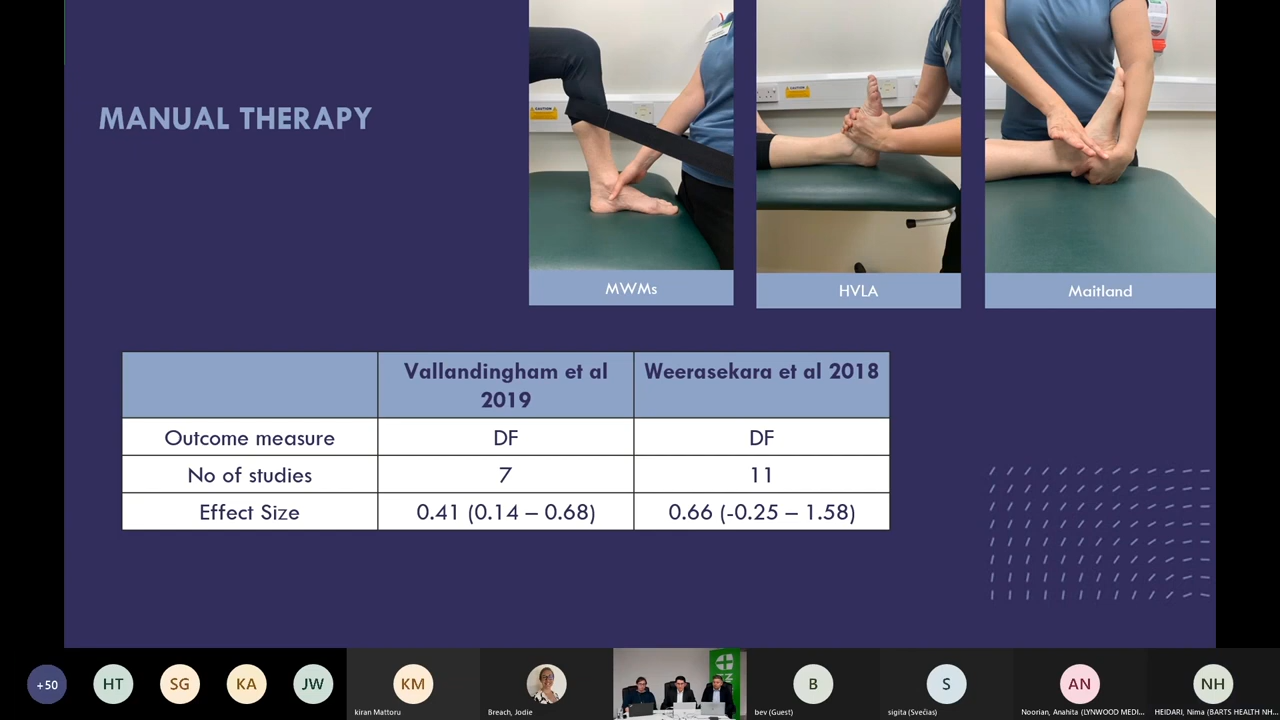 MANUAL THERAPY
CAUTION
CAUTION
MWMs
HVLA
Maitland
Vallandingham et al
2019
Weerasekara et al 2018
Outcome measure
DF
DF
No of studies
7
11
Effect Size
0.41 (0.14 – 0.68)
0.66 (-0.25 – 1.58)
+50
HT
SG
KA
JW
KM
B
S
AN
NH
kiran Mattoru
Breach, Jodie
bev (Guest)
sigita (Svečias)
Noorian, Anahita (LYNWOOD MEDI...
HEIDARI, Nima (BARTS HEALTH NH...